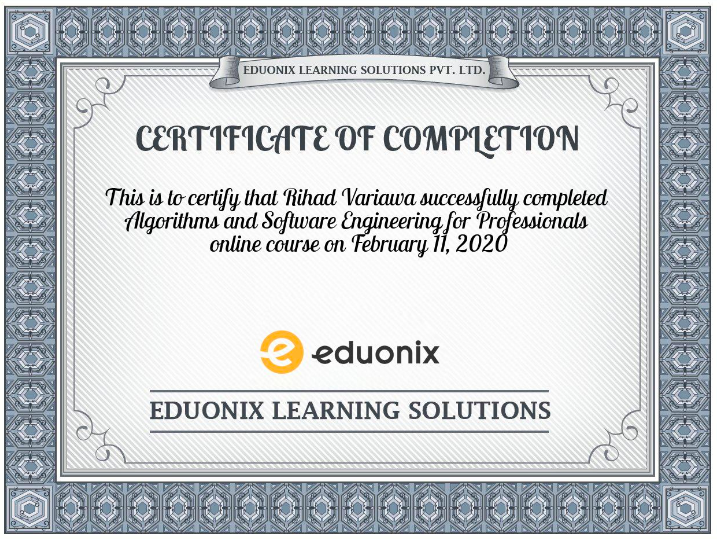 EDUONIX LEARNING SOLUTIONS PVT. LTD.
CERTIFICATE OF COMPLETION
This is to certify that Rihad Variawa successfully completed
Algorithms and Software Engineering for Professionals
online course on February 11, 2020
e eduonix
EDUONIX LEARNING SOLUTIONS